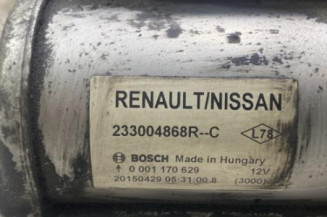 RENAULT/NISSAN
233004868R--C L78
BOSCH Made in Hungary
0 001 170 629 12V
20150429 05:31:00 8 (3000)